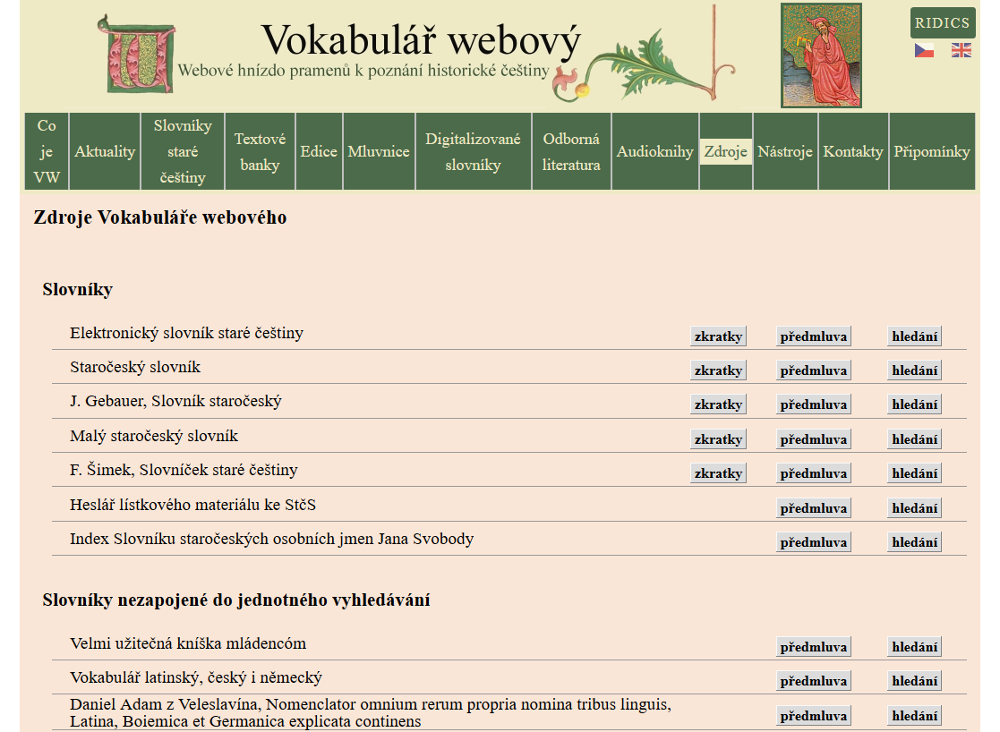 Vokabulář webový
Webové hnízdo pramenů k poznání historické češtiny
RIDICS
Co
je
VW
Aktuality
Slovníky
staré
češtiny
Textové
banky
Edice
Mluvnice
Digitalizované
slovníky
Odborná
literatura
Audioknihy
Zdroje
Nástroje
Kontakty
Připomínky
Zdroje Vokabuláře webového
Slovníky
Elektronický slovník staré češtiny zkratky předmluva hledání
Staročeský slovník zkratky předmluva hledání
J. Gebauer, Slovník staročeský zkratky předmluva hledání
Malý staročeský slovník zkratky předmluva hledání
F. Šimek, Slovníček staré češtiny zkratky předmluva hledání
Heslář lístkového materiálu ke StčS předmluva hledání
Index Slovníku staročeských osobních jmen Jana Svobody předmluva hledání
Slovníky nezapojené do jednotného vyhledávání
Velmi užitečná kníška mládencóm předmluva hledání
Vokabulář latinský, český i německý předmluva hledání
Daniel Adam z Veleslavína, Nomenclator omnium rerum propria nomina tribus linguis,
Latina, Boiemica et Germanica explicata continens předmluva hledání